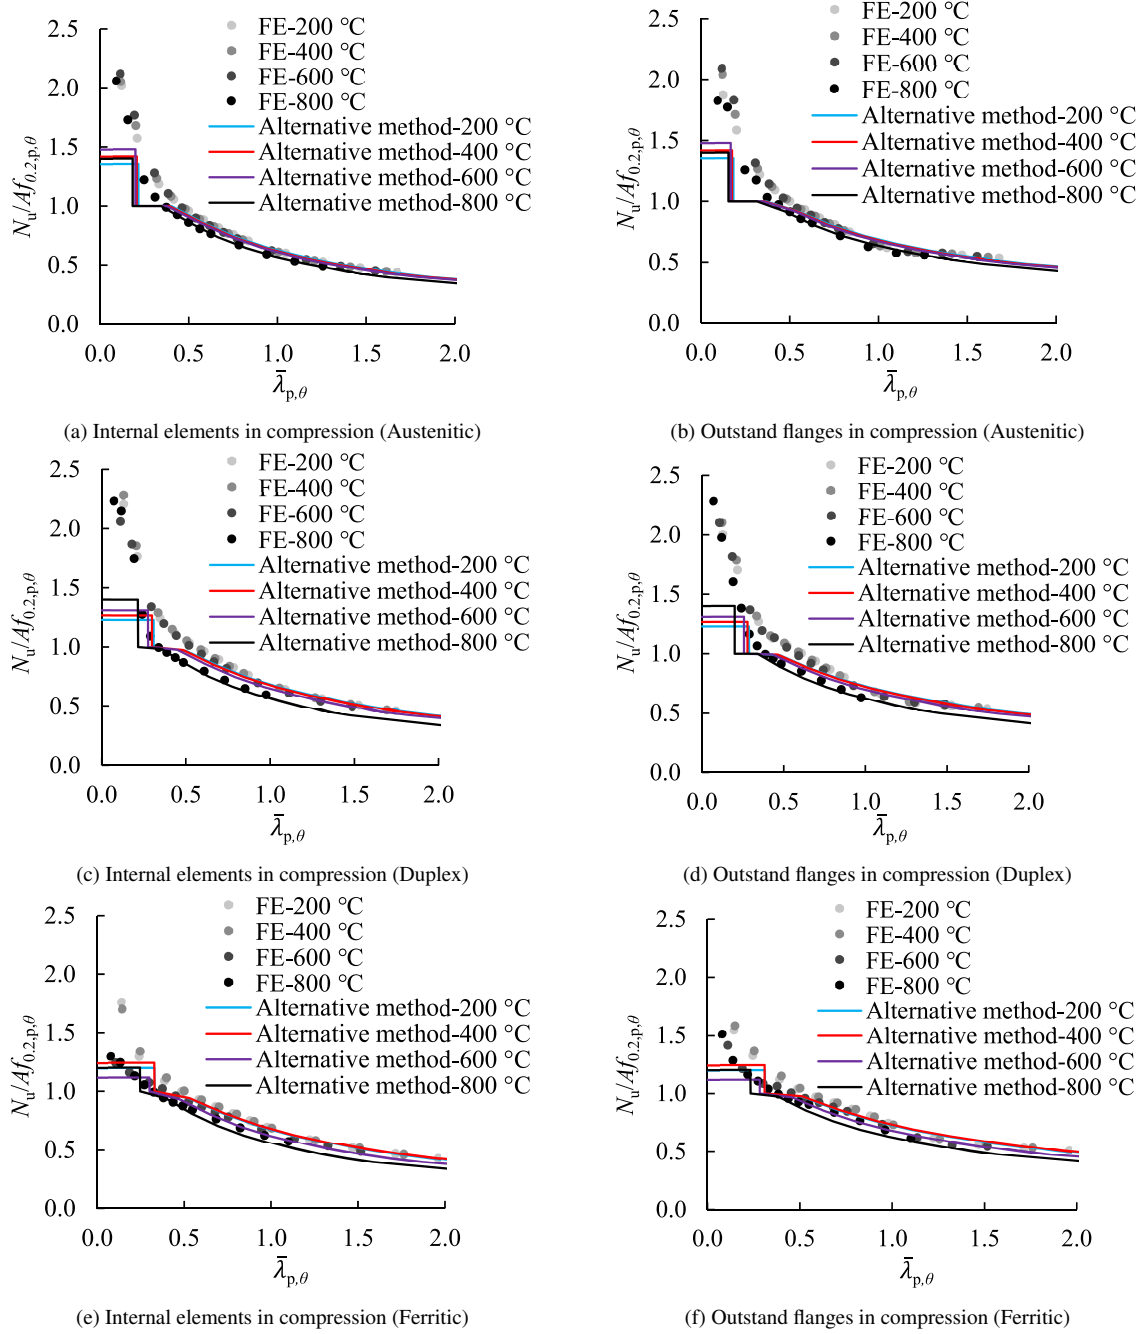 2.5
2.0
1.5
1.0
0.5
0.0
N_u/Af_{0.2,p,θ}
FE-200 °C
FE-400 °C
FE-600 °C
FE-800 °C
Alternative method-200 °C
Alternative method-400 °C
Alternative method-600 °C
Alternative method-800 °C
0.0 0.5 1.0 1.5 2.0
λ̄_{p,θ}
(a) Internal elements in compression (Austenitic)
2.5
2.0
1.5
1.0
0.5
0.0
N_u/Af_{0.2,p,θ}
FE-200 °C
FE-400 °C
FE-600 °C
FE-800 °C
Alternative method-200 °C
Alternative method-400 °C
Alternative method-600 °C
Alternative method-800 °C
0.0 0.5 1.0 1.5 2.0
λ̄_{p,θ}
(b) Outstand flanges in compression (Austenitic)
2.5
2.0
1.5
1.0
0.5
0.0
N_u/Af_{0.2,p,θ}
FE-200 °C
FE-400 °C
FE-600 °C
FE-800 °C
Alternative method-200 °C
Alternative method-400 °C
Alternative method-600 °C
Alternative method-800 °C
0.0 0.5 1.0 1.5 2.0
λ̄_{p,θ}
(c) Internal elements in compression (Duplex)
2.5
2.0
1.5
1.0
0.5
0.0
N_u/Af_{0.2,p,θ}
FE-200 °C
FE-400 °C
FE-600 °C
FE-800 °C
Alternative method-200 °C
Alternative method-400 °C
Alternative method-600 °C
Alternative method-800 °C
0.0 0.5 1.0 1.5 2.0
λ̄_{p,θ}
(d) Outstand flanges in compression (Duplex)
2.5
2.0
1.5
1.0
0.5
0.0
N_u/Af_{0.2,p,θ}
FE-200 °C
FE-400 °C
FE-600 °C
FE-800 °C
Alternative method-200 °C
Alternative method-400 °C
Alternative method-600 °C
Alternative method-800 °C
0.0 0.5 1.0 1.5 2.0
λ̄_{p,θ}
(e) Internal elements in compression (Ferritic)
2.5
2.0
1.5
1.0
0.5
0.0
N_u/Af_{0.2,p,θ}
FE-200 °C
FE-400 °C
FE-600 °C
FE-800 °C
Alternative method-200 °C
Alternative method-400 °C
Alternative method-600 °C
Alternative method-800 °C
0.0 0.5 1.0 1.5 2.0
λ̄_{p,θ}
(f) Outstand flanges in compression (Ferritic)